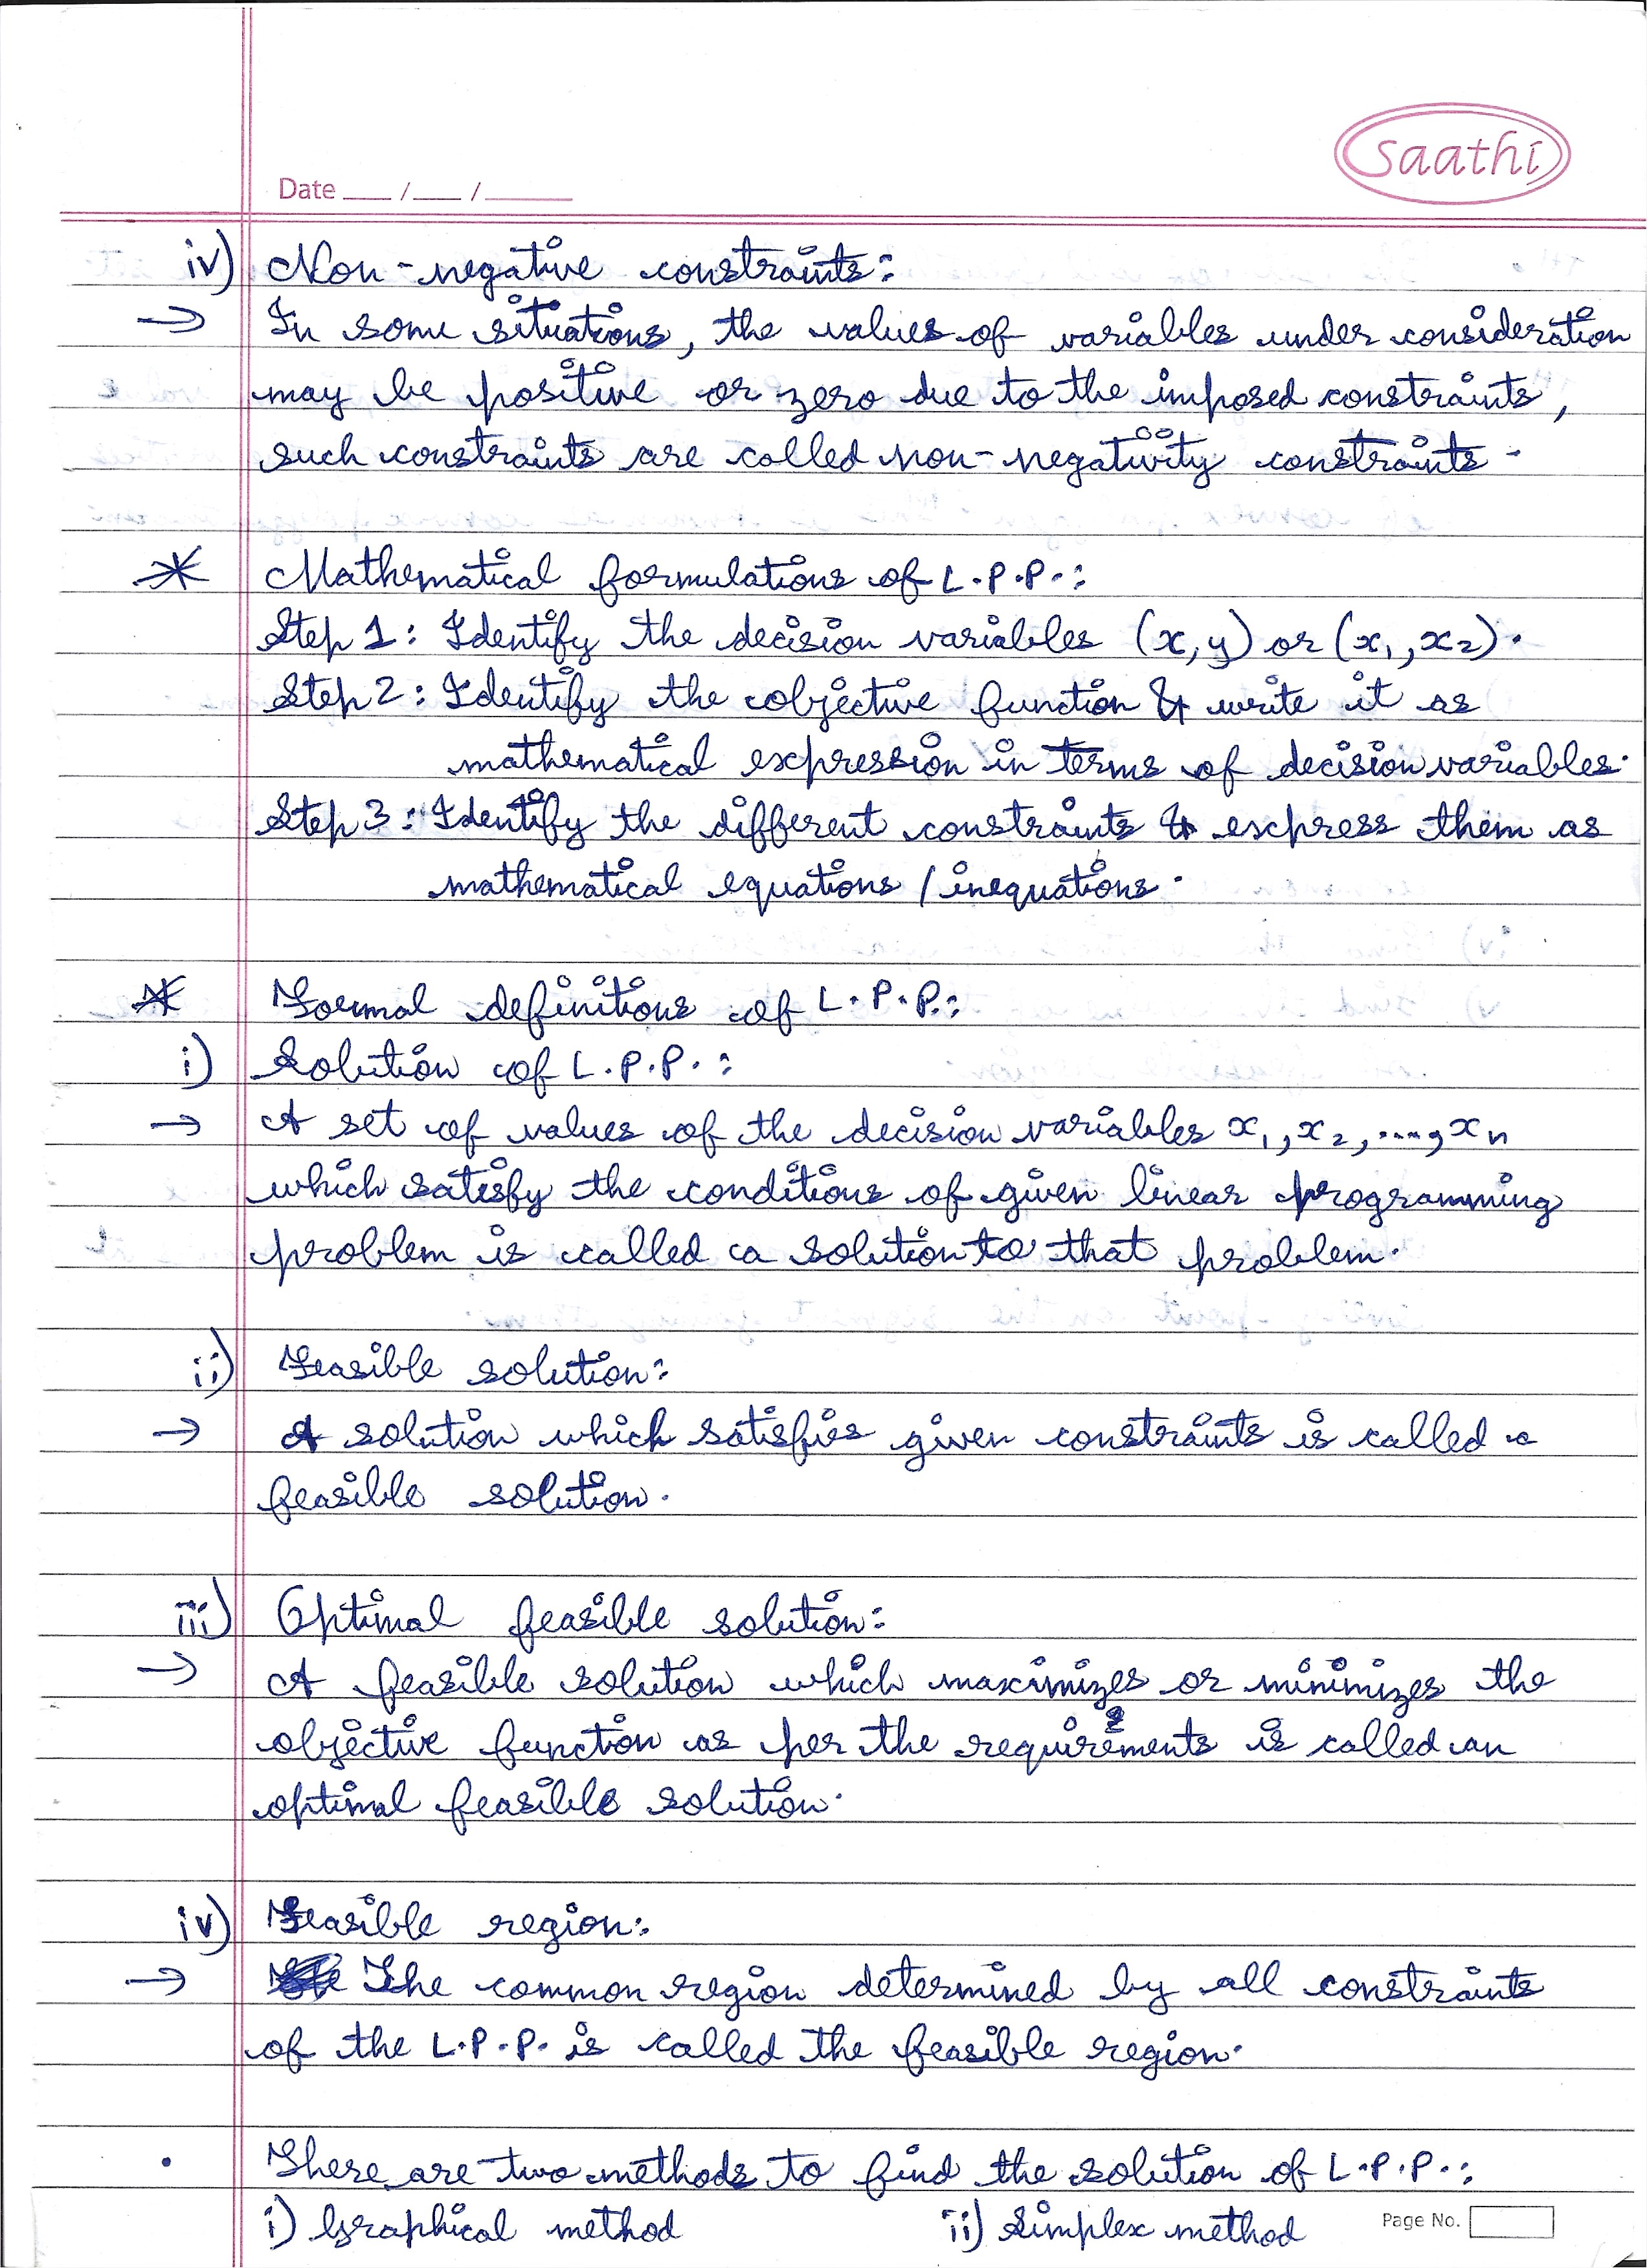 Saathi
Date ___/___/______
iv) Non-negative constraints:
→ In some situations, the values of variables under consideration
may be positive or zero due to the imposed constraints,
such constraints are called non-negativity constraints.
* Mathematical formulations of L.P.P.:
Step 1: Identify the decision variables (x, y) or (x₁, x₂).
Step 2: Identify the objective function & write it as
mathematical expression in terms of decision variables.
Step 3: Identify the different constraints & express them as
mathematical equations / inequations.
* Formal definitions of L.P.P.:
i) Solution of L.P.P.:
→ A set of values of the decision variables x₁, x₂, ...., xn
which satisfy the conditions of given linear programming
problem is called a solution to that problem.
ii) Feasible solution:
→ A solution which satisfies given constraints is called a
feasible solution.
iii) Optimal feasible solution:
→ A feasible solution which maximizes or minimizes the
objective function as per the requirements is called an
optimal feasible solution.
iv) Feasible region:
→ The common region determined by all constraints
of the L.P.P. is called the feasible region.
• There are two methods to find the solution of L.P.P.:
i) Graphical method ii) Simplex method
Page No.